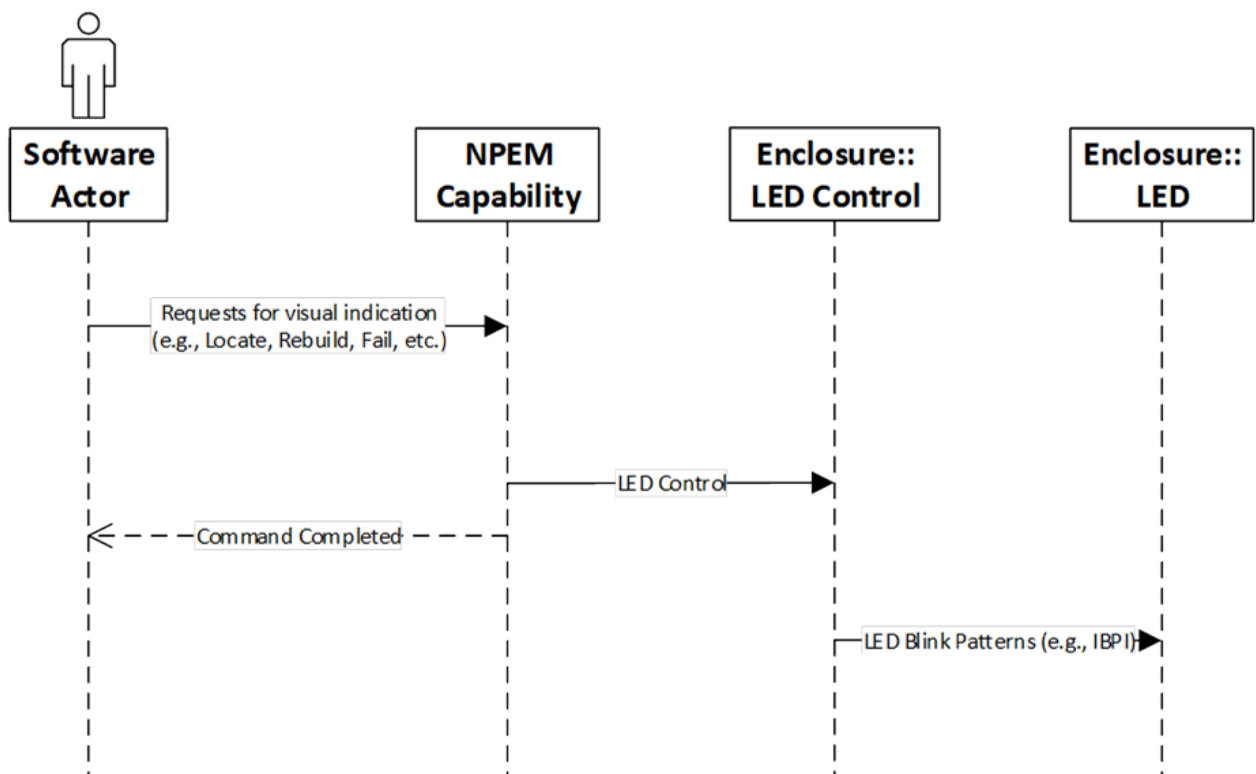 Software
Actor
NPEM
Capability
Enclosure::
LED Control
Enclosure::
LED
Requests for visual indication
(e.g., Locate, Rebuild, Fail, etc.)
LED Control
Command Completed
LED Blink Patterns (e.g., IBPI)